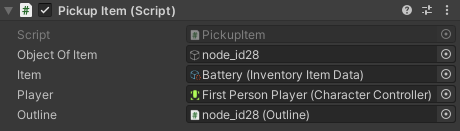 Pickup Item (Script)
Script PickupItem
Object Of Item node_id28
Item Battery (Inventory Item Data)
Player First Person Player (Character Controller)
Outline node_id28 (Outline)